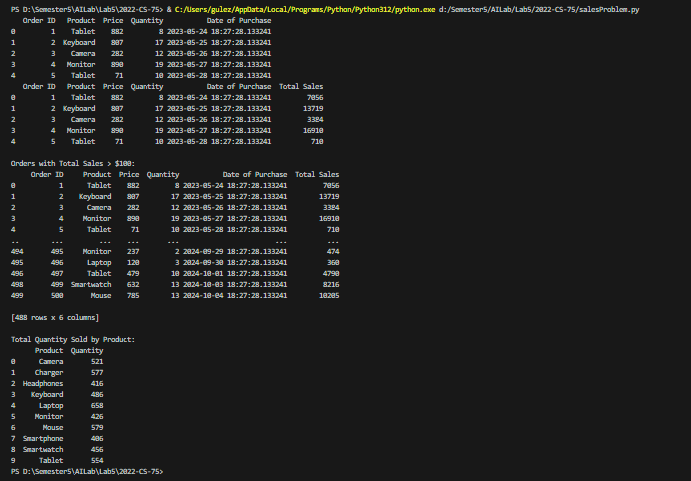 PS D:\Semester5\AILab\Lab5\2022-CS-75> & C:/Users/gulez/AppData/Local/Programs/Python/Python312/python.exe d:/Semester5/AILab/Lab5/2022-CS-75/salesProblem.py
Order ID Product Price Quantity Date of Purchase
0 1 Tablet 882 8 2023-05-24 18:27:28.133241
1 2 Keyboard 807 17 2023-05-25 18:27:28.133241
2 3 Camera 282 12 2023-05-26 18:27:28.133241
3 4 Monitor 890 19 2023-05-27 18:27:28.133241
4 5 Tablet 71 10 2023-05-28 18:27:28.133241
Order ID Product Price Quantity Date of Purchase Total Sales
0 1 Tablet 882 8 2023-05-24 18:27:28.133241 7056
1 2 Keyboard 807 17 2023-05-25 18:27:28.133241 13719
2 3 Camera 282 12 2023-05-26 18:27:28.133241 3384
3 4 Monitor 890 19 2023-05-27 18:27:28.133241 16910
4 5 Tablet 71 10 2023-05-28 18:27:28.133241 710
Orders with Total Sales > $100:
Order ID Product Price Quantity Date of Purchase Total Sales
0 1 Tablet 882 8 2023-05-24 18:27:28.133241 7056
1 2 Keyboard 807 17 2023-05-25 18:27:28.133241 13719
2 3 Camera 282 12 2023-05-26 18:27:28.133241 3384
3 4 Monitor 890 19 2023-05-27 18:27:28.133241 16910
4 5 Tablet 71 10 2023-05-28 18:27:28.133241 710
.. ... ... ... ... ... ...
494 495 Monitor 237 2 2024-09-29 18:27:28.133241 474
495 496 Laptop 120 3 2024-09-30 18:27:28.133241 360
496 497 Tablet 479 10 2024-10-01 18:27:28.133241 4790
498 499 Smartwatch 632 13 2024-10-03 18:27:28.133241 8216
499 500 Mouse 785 13 2024-10-04 18:27:28.133241 10205
[488 rows x 6 columns]
Total Quantity Sold by Product:
Product Quantity
0 Camera 521
1 Charger 577
2 Headphones 416
3 Keyboard 486
4 Laptop 658
5 Monitor 426
6 Mouse 579
7 Smartphone 406
8 Smartwatch 456
9 Tablet 554
PS D:\Semester5\AILab\Lab5\2022-CS-75>